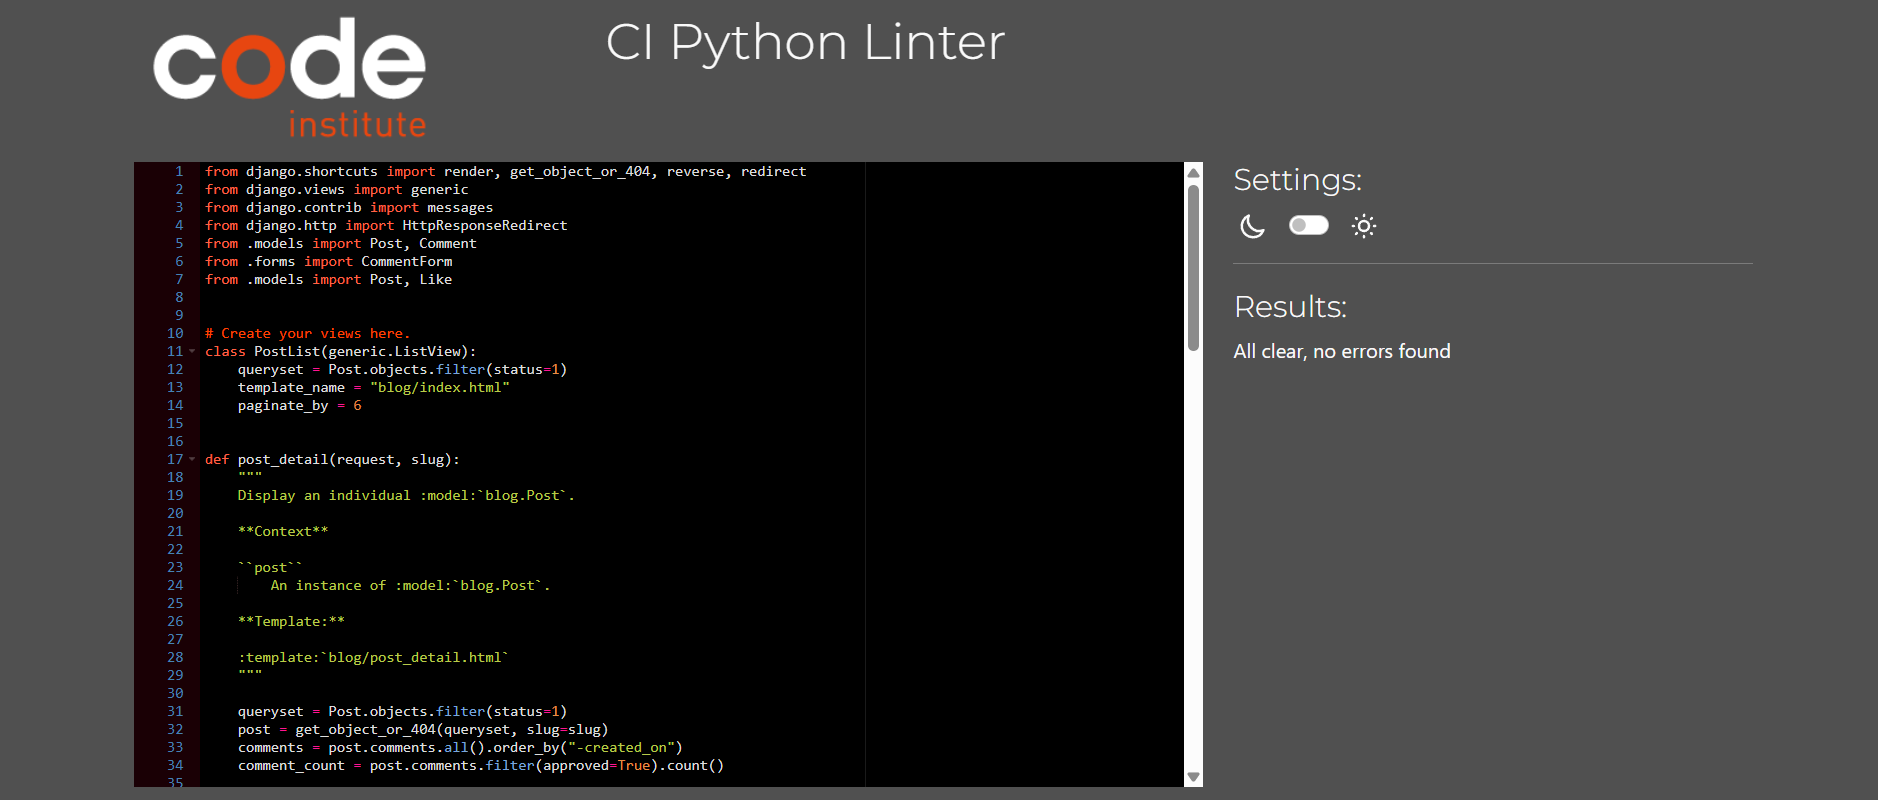 code
institute
CI Python Linter
1 from django.shortcuts import render, get_object_or_404, reverse, redirect
2 from django.views import generic
3 from django.contrib import messages
4 from django.http import HttpResponseRedirect
5 from .models import Post, Comment
6 from .forms import CommentForm
7 from .models import Post, Like
8
9
10 # Create your views here.
11 class PostList(generic.ListView):
12     queryset = Post.objects.filter(status=1)
13     template_name = "blog/index.html"
14     paginate_by = 6
15
16
17 def post_detail(request, slug):
18     """
19     Display an individual :model:`blog.Post`.
20
21     **Context**
22
23     ``post``
24         An instance of :model:`blog.Post`.
25
26     **Template:**
27
28     :template:`blog/post_detail.html`
29     """
30
31     queryset = Post.objects.filter(status=1)
32     post = get_object_or_404(queryset, slug=slug)
33     comments = post.comments.all().order_by("-created_on")
34     comment_count = post.comments.filter(approved=True).count()
35
Settings:
Results:
All clear, no errors found